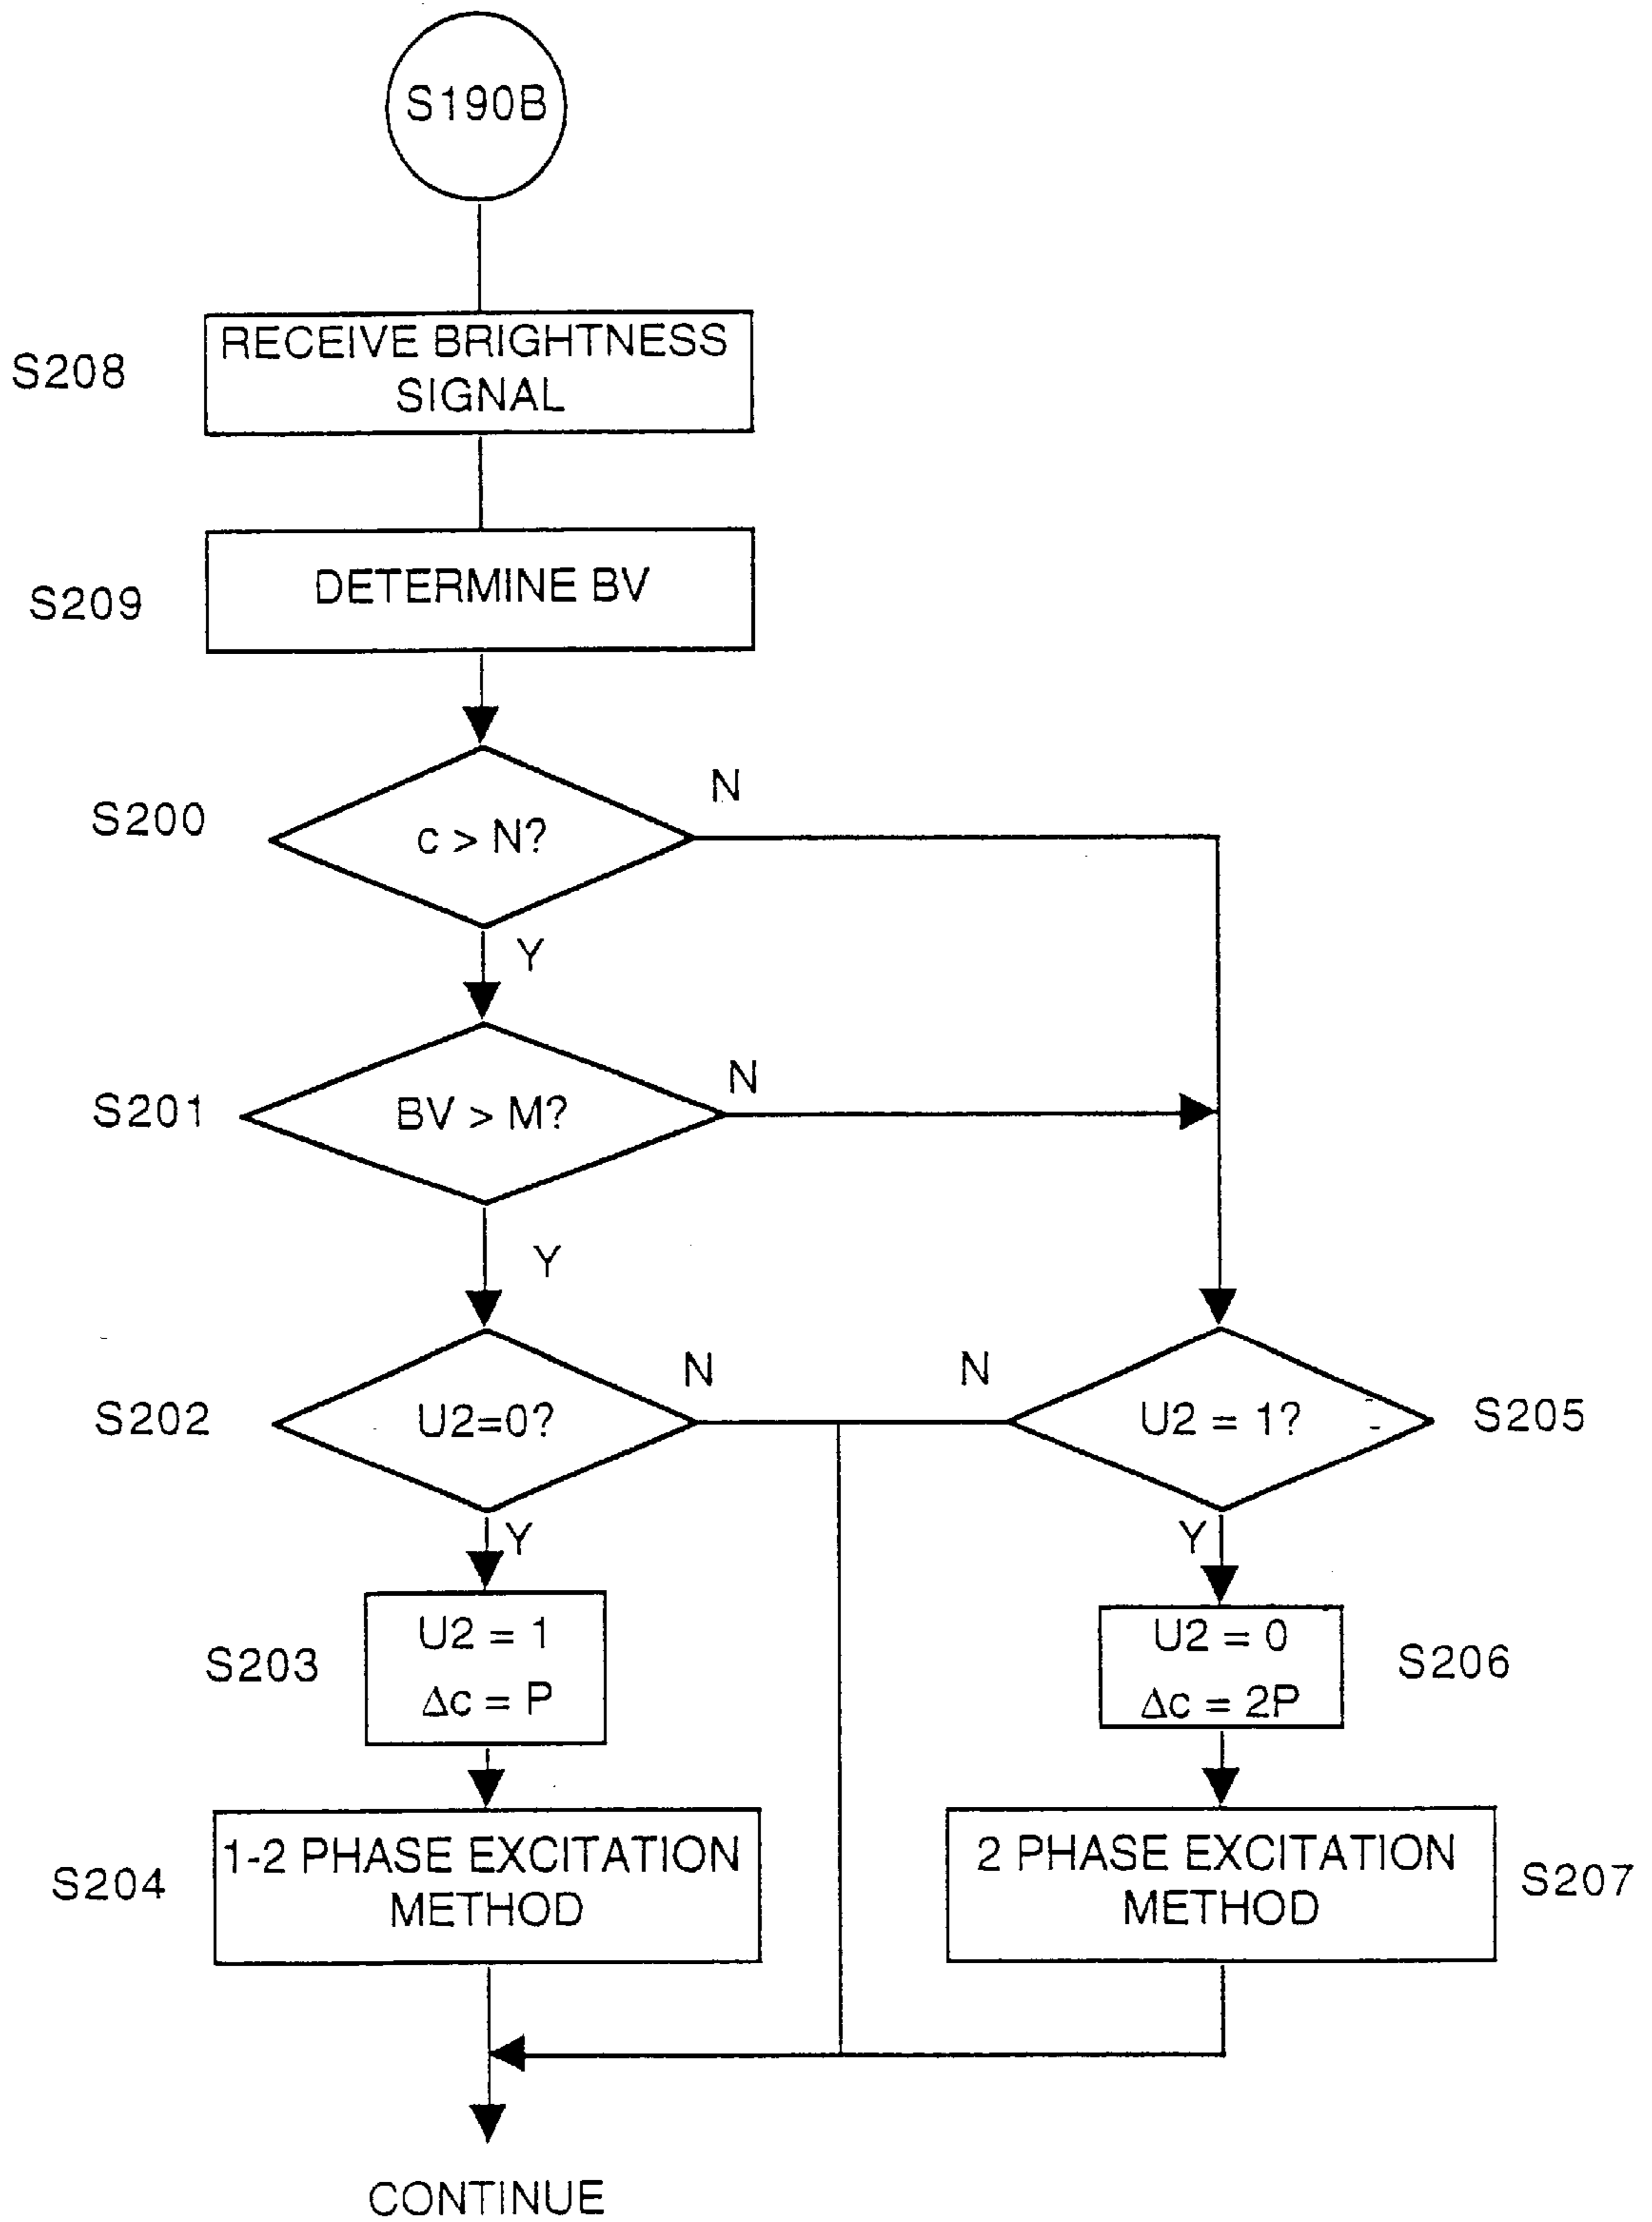 S190B
S208
RECEIVE BRIGHTNESS
SIGNAL
S209
DETERMINE BV
S200
c > N?
N
Y
S201
BV > M?
N
Y
S202
U2=0?
N
N
U2 = 1?
S205
Y
Y
S203
U2 = 1
Δc = P
U2 = 0
Δc = 2P
S206
S204
1-2 PHASE EXCITATION
METHOD
2 PHASE EXCITATION
METHOD
S207
CONTINUE